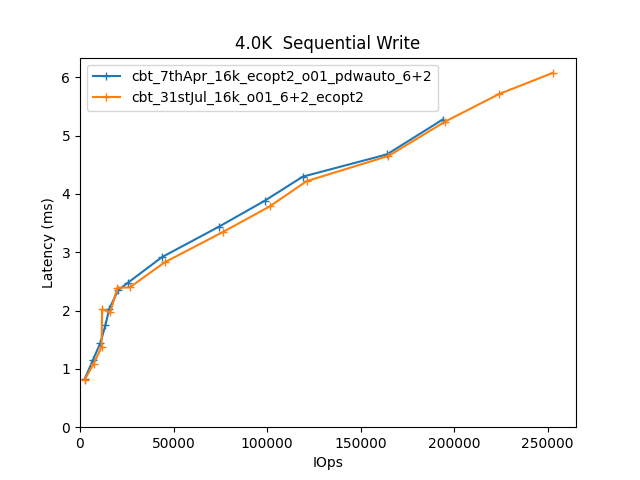 4.0K  Sequential Write
cbt_7thApr_16k_ecopt2_o01_pdwauto_6+2
cbt_31stJul_16k_o01_6+2_ecopt2
Latency (ms)
6
5
4
3
2
1
0
0 50000 100000 150000 200000 250000
IOps